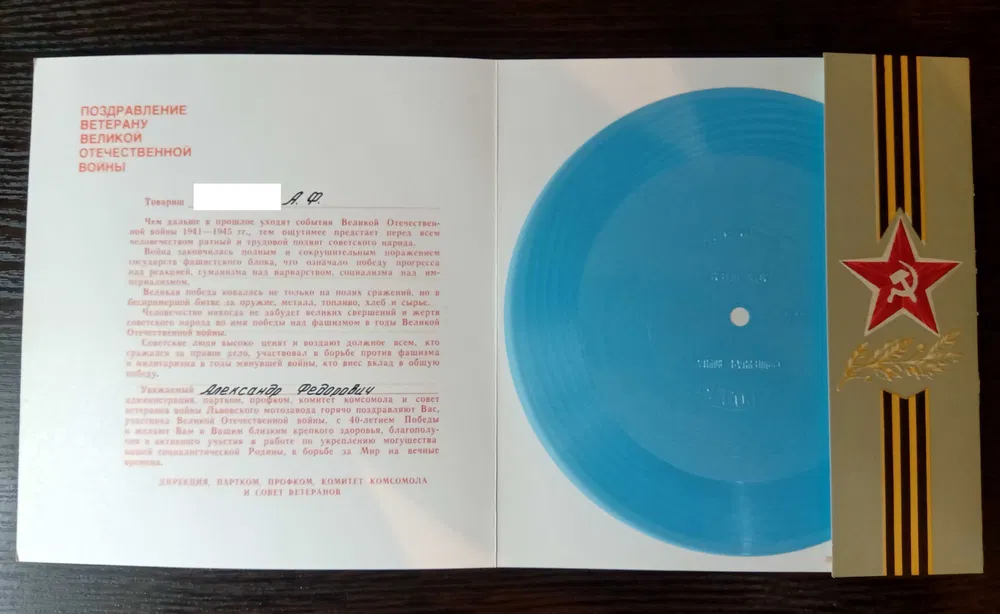 ПОЗДРАВЛЕНИЕ
ВЕТЕРАНУ
ВЕЛИКОЙ
ОТЕЧЕСТВЕННОЙ
ВОЙНЫ
Товарищ А. Ф.
Чем дальше в прошлое уходят события Великой Отечествен-
ной войны 1941—1945 гг., тем ощутимее предстает перед всем
человечеством ратный и трудовой подвиг советского народа.
Война закончилась полным и сокрушительным поражением
государств фашистского блока, что означало победу прогресса
над реакцией, гуманизма над варварством, социализма над им-
периализмом.
Великая победа ковалась не только на полях сражений, но в
беспримерной битве за оружие, металл, топливо, хлеб и сырье.
Человечество никогда не забудет великих свершений и жертв
советского народа во имя победы над фашизмом в годы Великой
Отечественной войны.
Советские люди высоко ценят и воздают должное всем, кто
сражался за правое дело, участвовал в борьбе против фашизма
и милитаризма в годы минувшей войны, кто внес вклад в общую
победу.
Уважаемый Александр Федорович
администрация, партком, профком, комитет комсомола и совет
ветеранов войны Львовского мотозавода горячо поздравляют Вас,
участника Великой Отечественной войны, с 40-летием Победы
и желают Вам и Вашим близким крепкого здоровья, благополу-
чия и активного участия в работе по укреплению могущества
нашей социалистической Родины, в борьбе за Мир на вечные
времена.
ДИРЕКЦИЯ, ПАРТКОМ, ПРОФКОМ, КОМИТЕТ КОМСОМОЛА
И СОВЕТ ВЕТЕРАНОВ